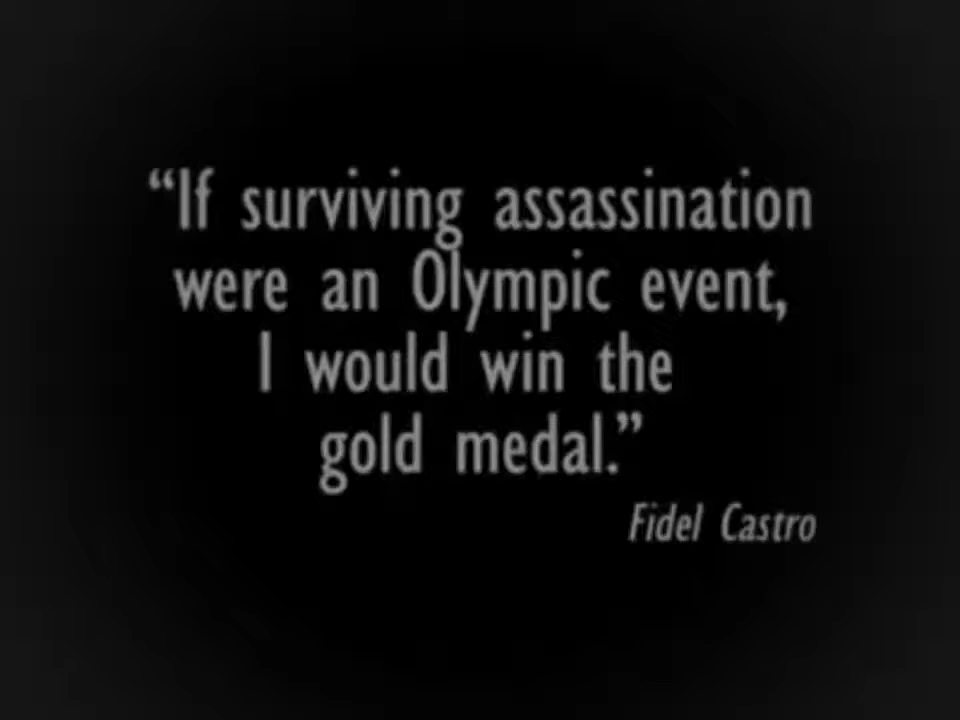 “If surviving assassination
were an Olympic event,
I would win the
gold medal.”
Fidel Castro